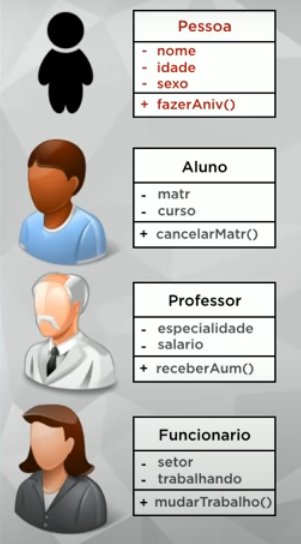 Pessoa
- nome
- idade
- sexo
+ fazerAniv()
Aluno
- matr
- curso
+ cancelarMatr()
Professor
- especialidade
- salario
+ receberAum()
Funcionario
- setor
- trabalhando
+ mudarTrabalho()